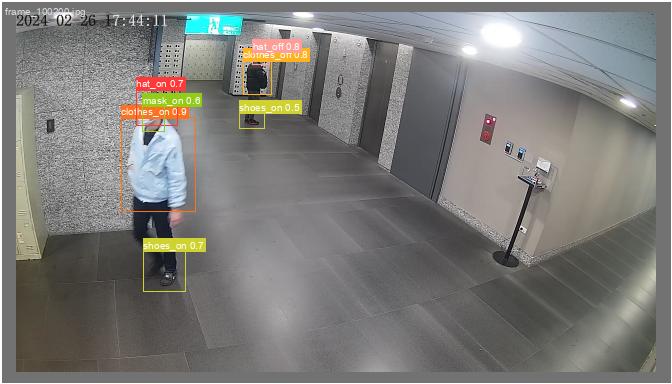 frame_100200.jpg
2024 02 26 17:44:11
hat_off 0.8
clothes_off 0.8
hat_on 0.7
mask_on 0.6
shoes_on 0.5
clothes_on 0.9
shoes_on 0.7